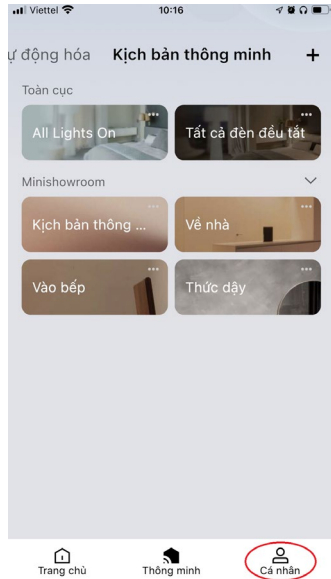 Viettel 10:16
ự động hóa Kịch bản thông minh +
Toàn cục
All Lights On Tất cả đèn đều tắt
Minishowroom
Kịch bản thông ... Về nhà
Vào bếp Thức dậy
Trang chủ Thông minh Cá nhân